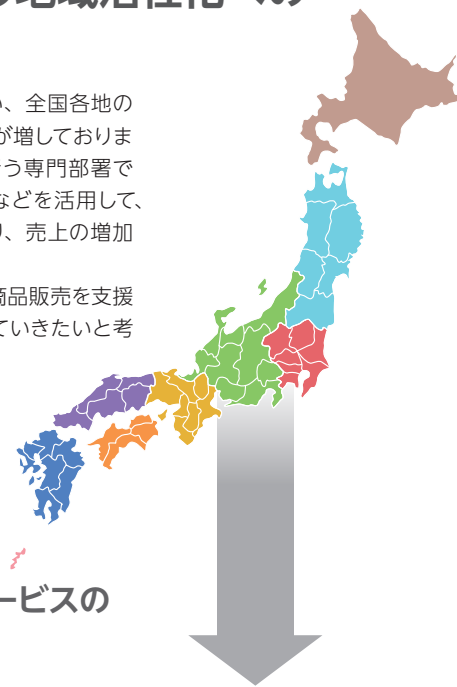 地域活性化への
い、全国各地の
が増しておりま
う専門部署で
などを活用して、
り、売上の増加
商品販売を支援
ていきたいと考
ービスの